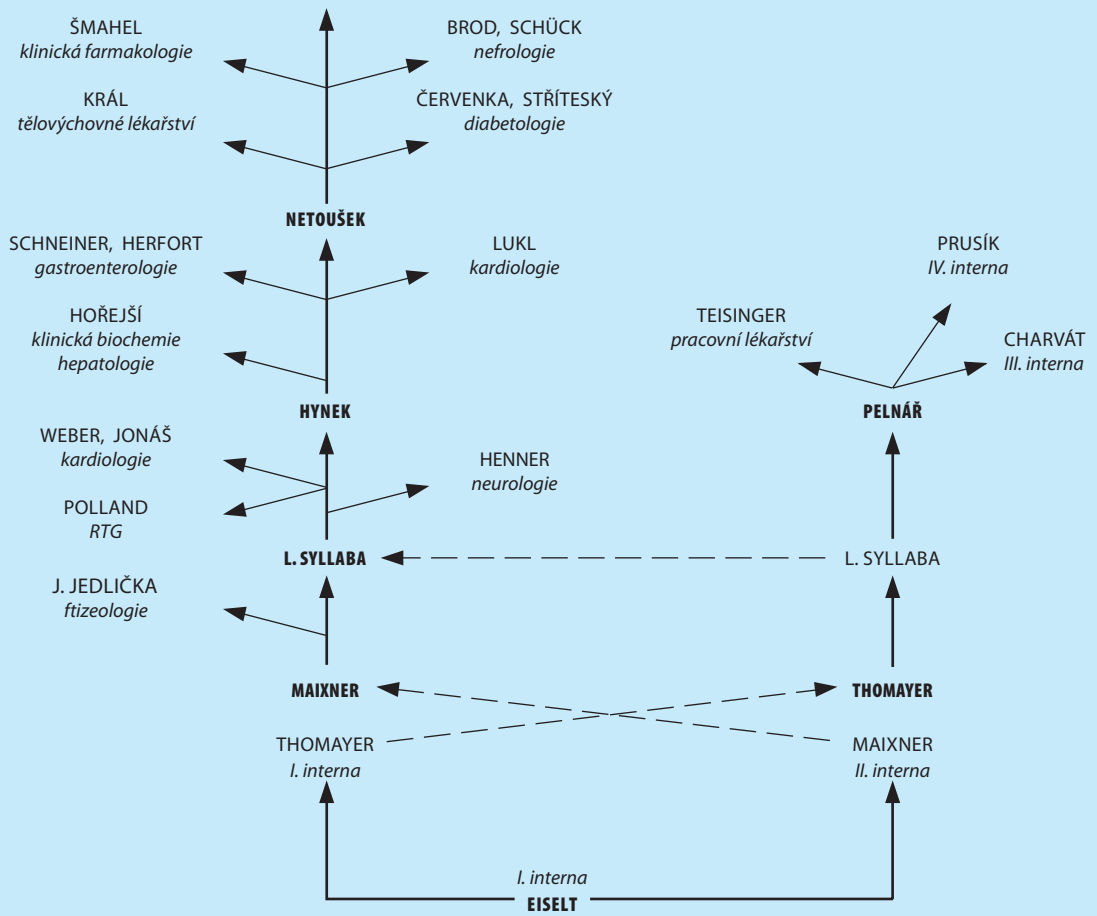 ŠMAHEL
klinická farmakologie
BROD, SCHÜCK
nefrologie
KRÁL
tělovýchovné lékařství
ČERVENKA, STŘÍTESKÝ
diabetologie
NETOUŠEK
SCHNEINER, HERFORT
gastroenterologie
LUKL
kardiologie
PRUSÍK
IV. interna
HOŘEJŠÍ
klinická biochemie
hepatologie
TEISINGER
pracovní lékařství
CHARVÁT
III. interna
HYNEK
PELNÁŘ
WEBER, JONÁŠ
kardiologie
HENNER
neurologie
POLLAND
RTG
L. SYLLABA
L. SYLLABA
J. JEDLIČKA
ftizeologie
MAIXNER
THOMAYER
THOMAYER
I. interna
MAIXNER
II. interna
I. interna
EISELT